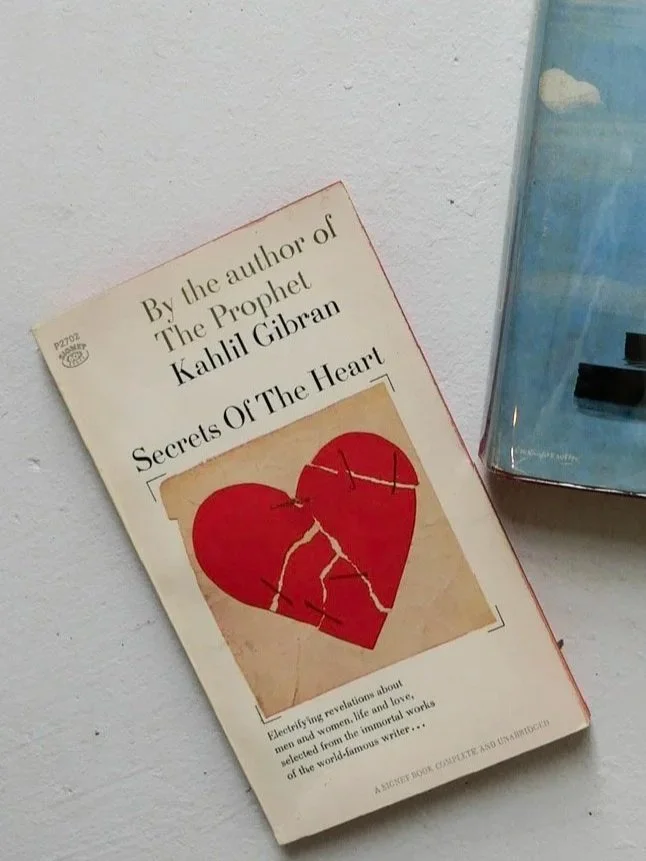 By the author of
The Prophet
Kahlil Gibran
P2702
SIGNET
Secrets Of The Heart
Electrifying revelations about
men and women, life and love,
selected from the immortal works
of the world-famous writer...
A SIGNET BOOK COMPLETE AND UNABRIDGED